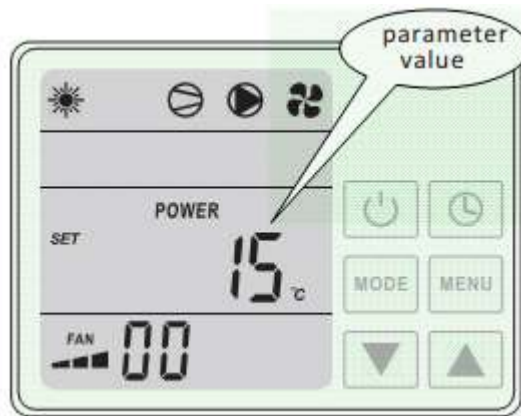 parameter
value
POWER
SET
15 °C
MODE MENU
FAN
00